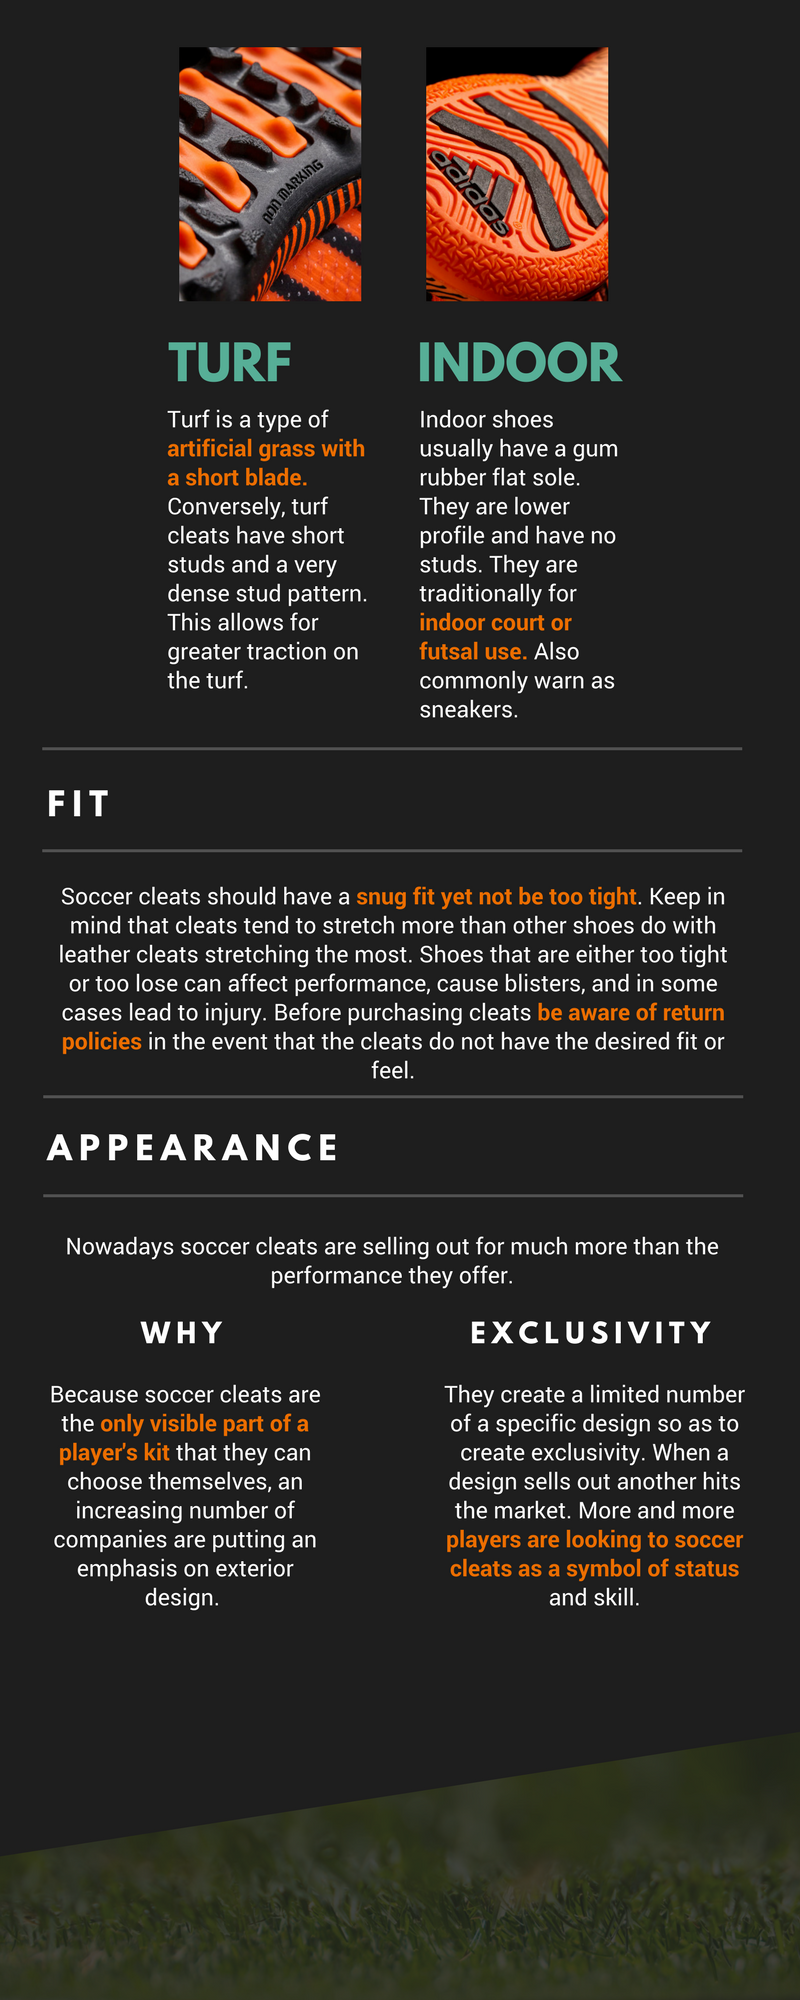 NON MARKING
adidas
TURF
Turf is a type of
artificial grass with
a short blade.
Conversely, turf
cleats have short
studs and a very
dense stud pattern.
This allows for
greater traction on
the turf.
INDOOR
Indoor shoes
usually have a gum
rubber flat sole.
They are lower
profile and have no
studs. They are
traditionally for
indoor court or
futsal use. Also
commonly warn as
sneakers.
FIT
Soccer cleats should have a snug fit yet not be too tight. Keep in
mind that cleats tend to stretch more than other shoes do with
leather cleats stretching the most. Shoes that are either too tight
or too lose can affect performance, cause blisters, and in some
cases lead to injury. Before purchasing cleats be aware of return
policies in the event that the cleats do not have the desired fit or
feel.
APPEARANCE
Nowadays soccer cleats are selling out for much more than the
performance they offer.
WHY
Because soccer cleats are
the only visible part of a
player's kit that they can
choose themselves, an
increasing number of
companies are putting an
emphasis on exterior
design.
EXCLUSIVITY
They create a limited number
of a specific design so as to
create exclusivity. When a
design sells out another hits
the market. More and more
players are looking to soccer
cleats as a symbol of status
and skill.